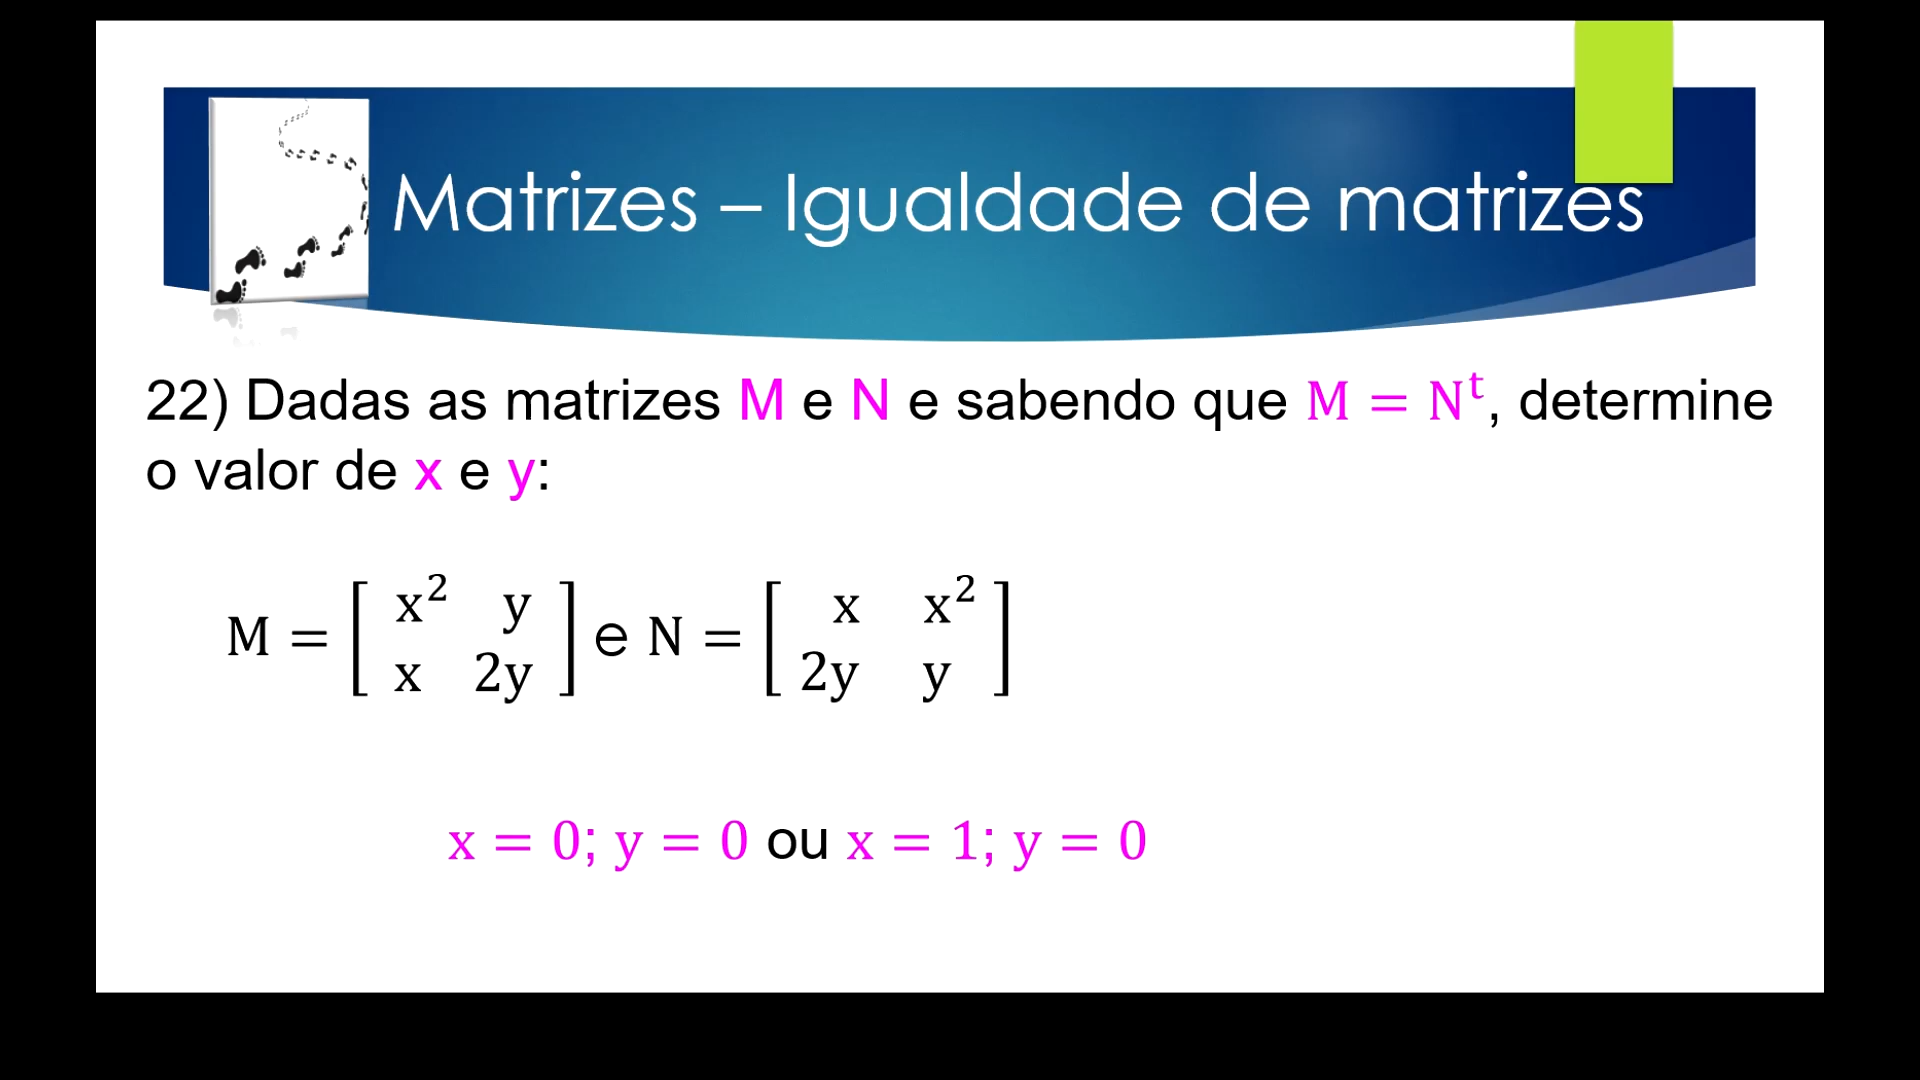 Matrizes – Igualdade de matrizes
22) Dadas as matrizes M e N e sabendo que M = Nᵗ, determine
o valor de x e y:
M = [ x² y ; x 2y ] e N = [ x x² ; 2y y ]
x = 0; y = 0 ou x = 1; y = 0